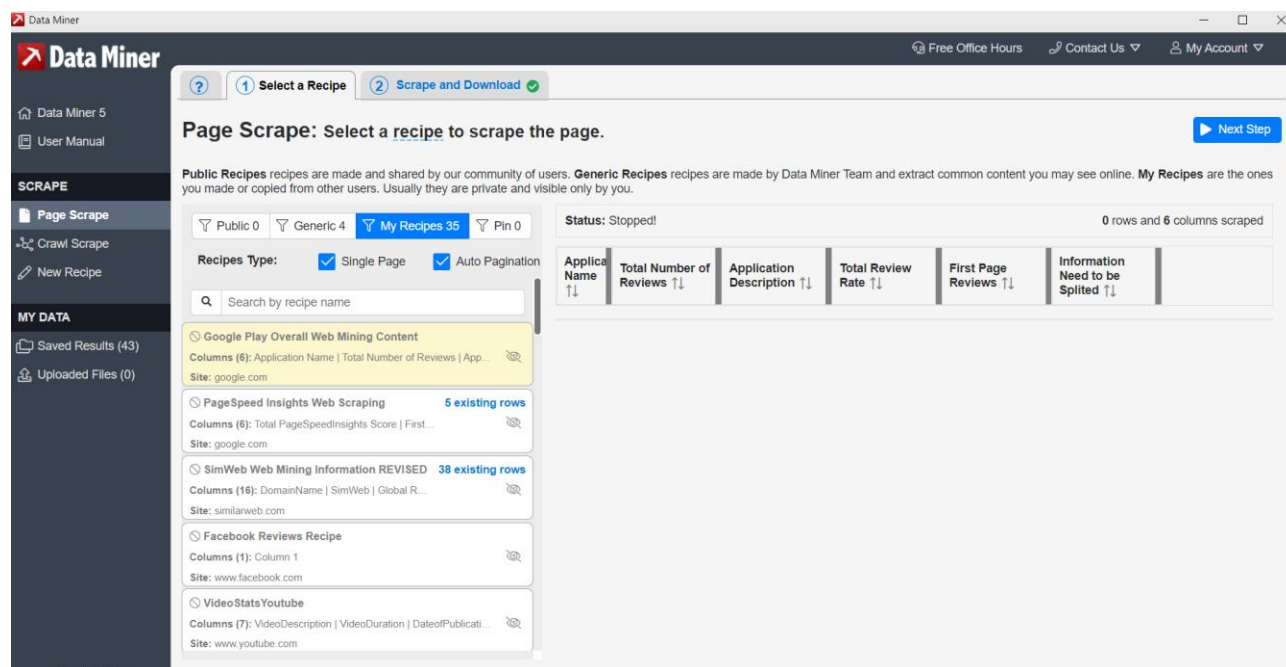 Data Miner
Data Miner
Free Office Hours
Contact Us
My Account
Data Miner 5
User Manual
SCRAPE
Page Scrape
Crawl Scrape
New Recipe
MY DATA
Saved Results (43)
Uploaded Files (0)
? 1 Select a Recipe 2 Scrape and Download
Page Scrape: Select a recipe to scrape the page.
Next Step
Public Recipes recipes are made and shared by our community of users. Generic Recipes recipes are made by Data Miner Team and extract common content you may see online. My Recipes are the ones
you made or copied from other users. Usually they are private and visible only by you.
Public 0 Generic 4 My Recipes 35 Pin 0
Recipes Type: Single Page Auto Pagination
Search by recipe name
Google Play Overall Web Mining Content
Columns (6): Application Name | Total Number of Reviews | App...
Site: google.com
PageSpeed Insights Web Scraping 5 existing rows
Columns (6): Total PageSpeedInsights Score | First...
Site: google.com
SimWeb Web Mining Information REVISED 38 existing rows
Columns (16): DomainName | SimWeb | Global R...
Site: similarweb.com
Facebook Reviews Recipe
Columns (1): Column 1
Site: www.facebook.com
VideoStatsYoutube
Columns (7): VideoDescription | VideoDuration | DateofPublicati...
Site: www.youtube.com
Status: Stopped!
0 rows and 6 columns scraped
Applica
Name
Total Number of
Reviews
Application
Description
Total Review
Rate
First Page
Reviews
Information
Need to be
Splited